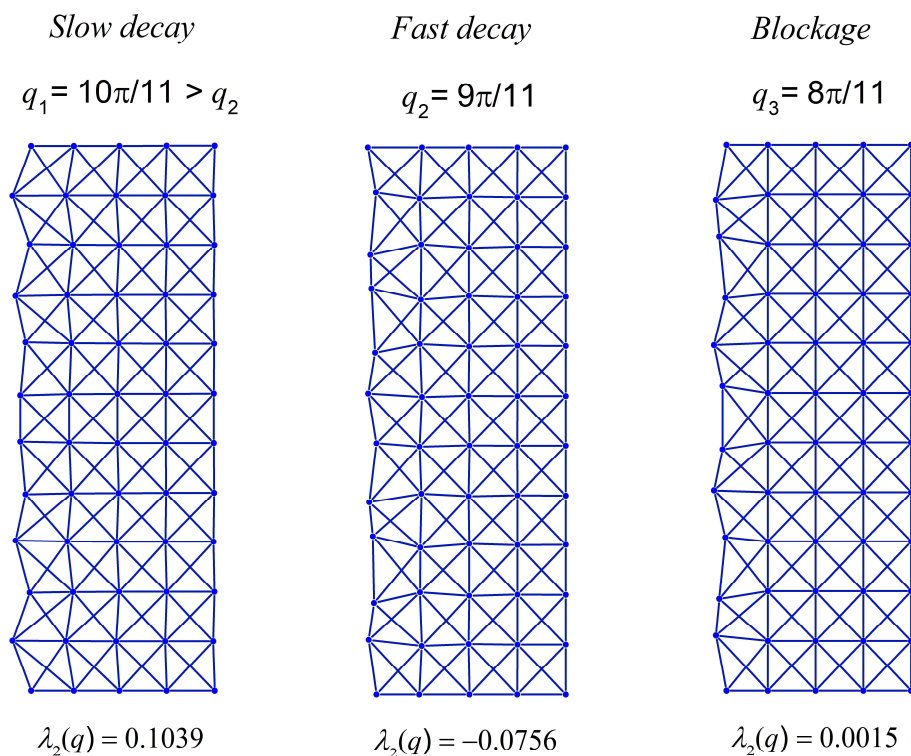 Slow decay
Fast decay
Blockage
q₁ = 10π/11 > q₂
q₂ = 9π/11
q₃ = 8π/11
λ₂(q) = 0.1039
λ₂(q) = −0.0756
λ₂(q) = 0.0015